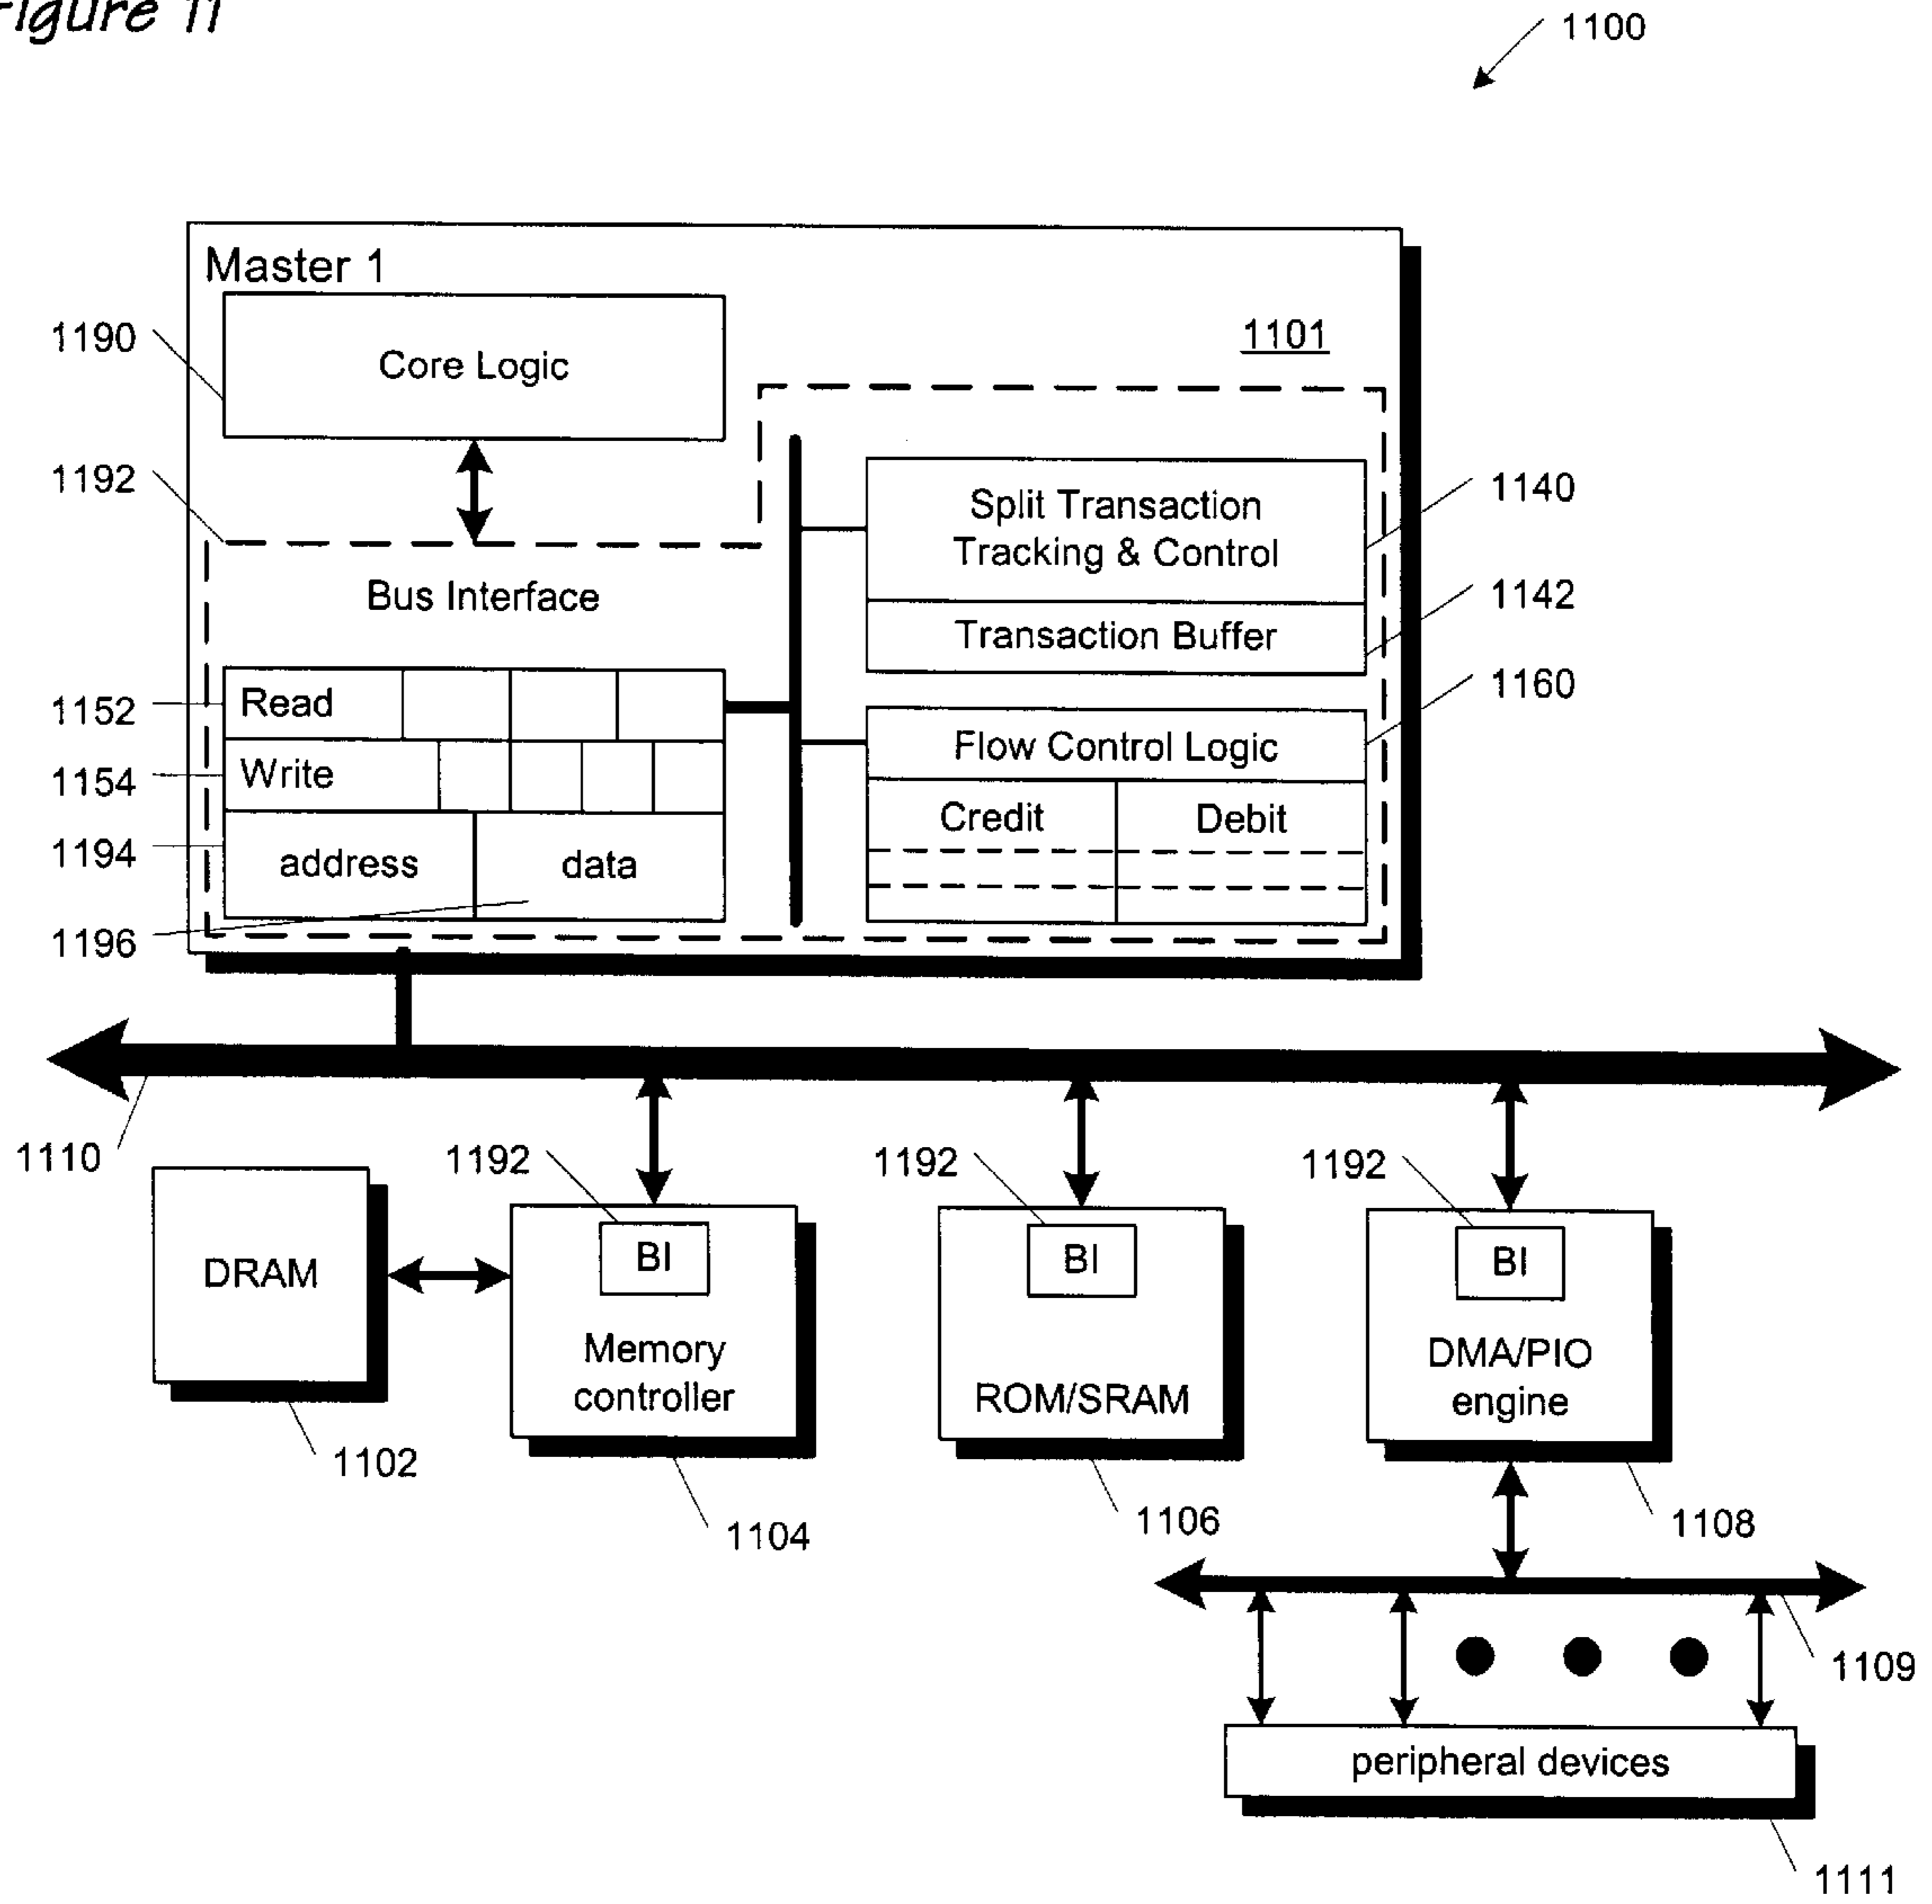 Figure 11
1100
Master 1
1101
1190
Core Logic
1192
Bus Interface
Split Transaction
Tracking & Control
1140
Transaction Buffer
1142
1152
Read
1160
Flow Control Logic
1154
Write
Credit
Debit
1194
address
data
1196
1110
1192
1192
1192
DRAM
BI
BI
BI
Memory
controller
ROM/SRAM
DMA/PIO
engine
1102
1104
1106
1108
1109
peripheral devices
1111